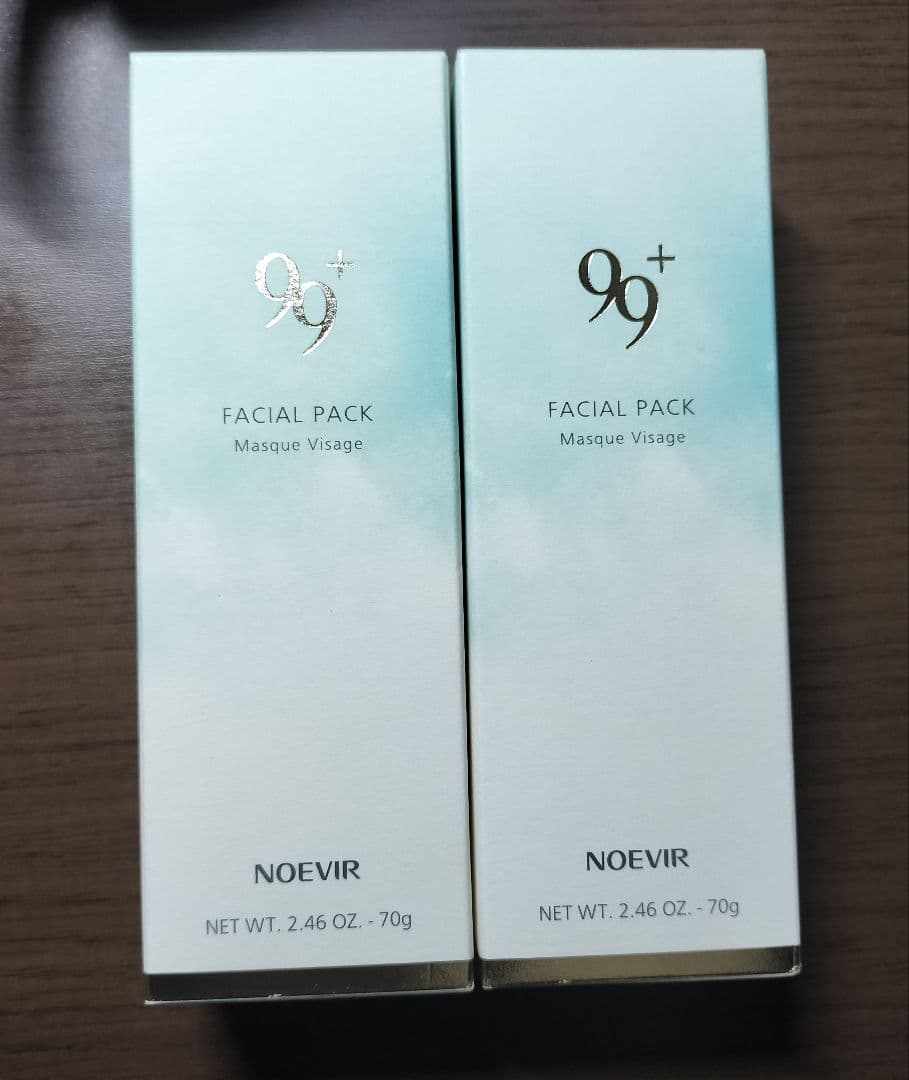 99+
FACIAL PACK
Masque Visage
NOEVIR
NET WT. 2.46 OZ. - 70g
99+
FACIAL PACK
Masque Visage
NOEVIR
NET WT. 2.46 OZ. - 70g